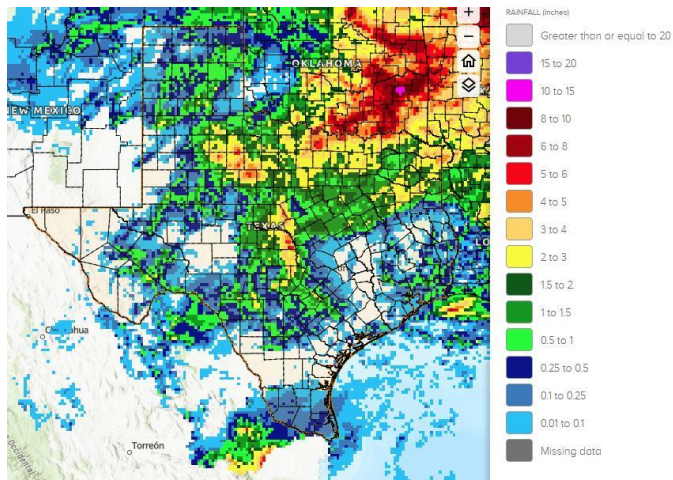 +
−
OKLAHOMA
EW MEXICO
El Paso
TEXAS
LO
Torreón
RAINFALL (inches)
Greater than or equal to 20
15 to 20
10 to 15
8 to 10
6 to 8
5 to 6
4 to 5
3 to 4
2 to 3
1.5 to 2
1 to 1.5
0.5 to 1
0.25 to 0.5
0.1 to 0.25
0.01 to 0.1
Missing data